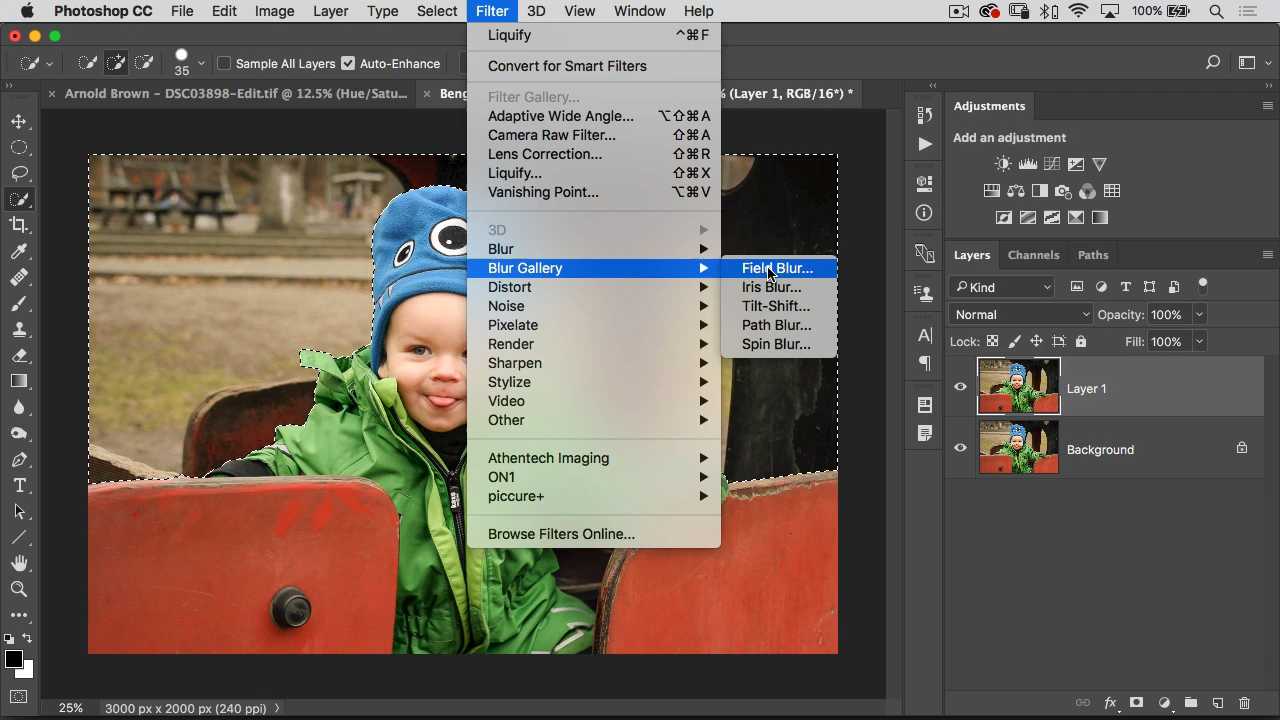 Photoshop CC File Edit Image Layer Type Select Filter 3D View Window Help 100%
35 Sample All Layers Auto-Enhance
× Arnold Brown - DSC03898-Edit.tif @ 12.5% (Hue/Satu... × Beng % (Layer 1, RGB/16*) *
Liquify ^⌘F
Convert for Smart Filters
Filter Gallery...
Adaptive Wide Angle... ⌥⇧⌘A
Camera Raw Filter... ⇧⌘A
Lens Correction... ⇧⌘R
Liquify... ⇧⌘X
Vanishing Point... ⌥⌘V
3D
Blur
Blur Gallery
Distort
Noise
Pixelate
Render
Sharpen
Stylize
Video
Other
Athentech Imaging
ON1
piccure+
Browse Filters Online...
Field Blur...
Iris Blur...
Tilt-Shift...
Path Blur...
Spin Blur...
Adjustments
Add an adjustment
Layers Channels Paths
Kind
Normal Opacity: 100%
Lock: Fill: 100%
Layer 1
Background
25% 3000 px x 2000 px (240 ppi)